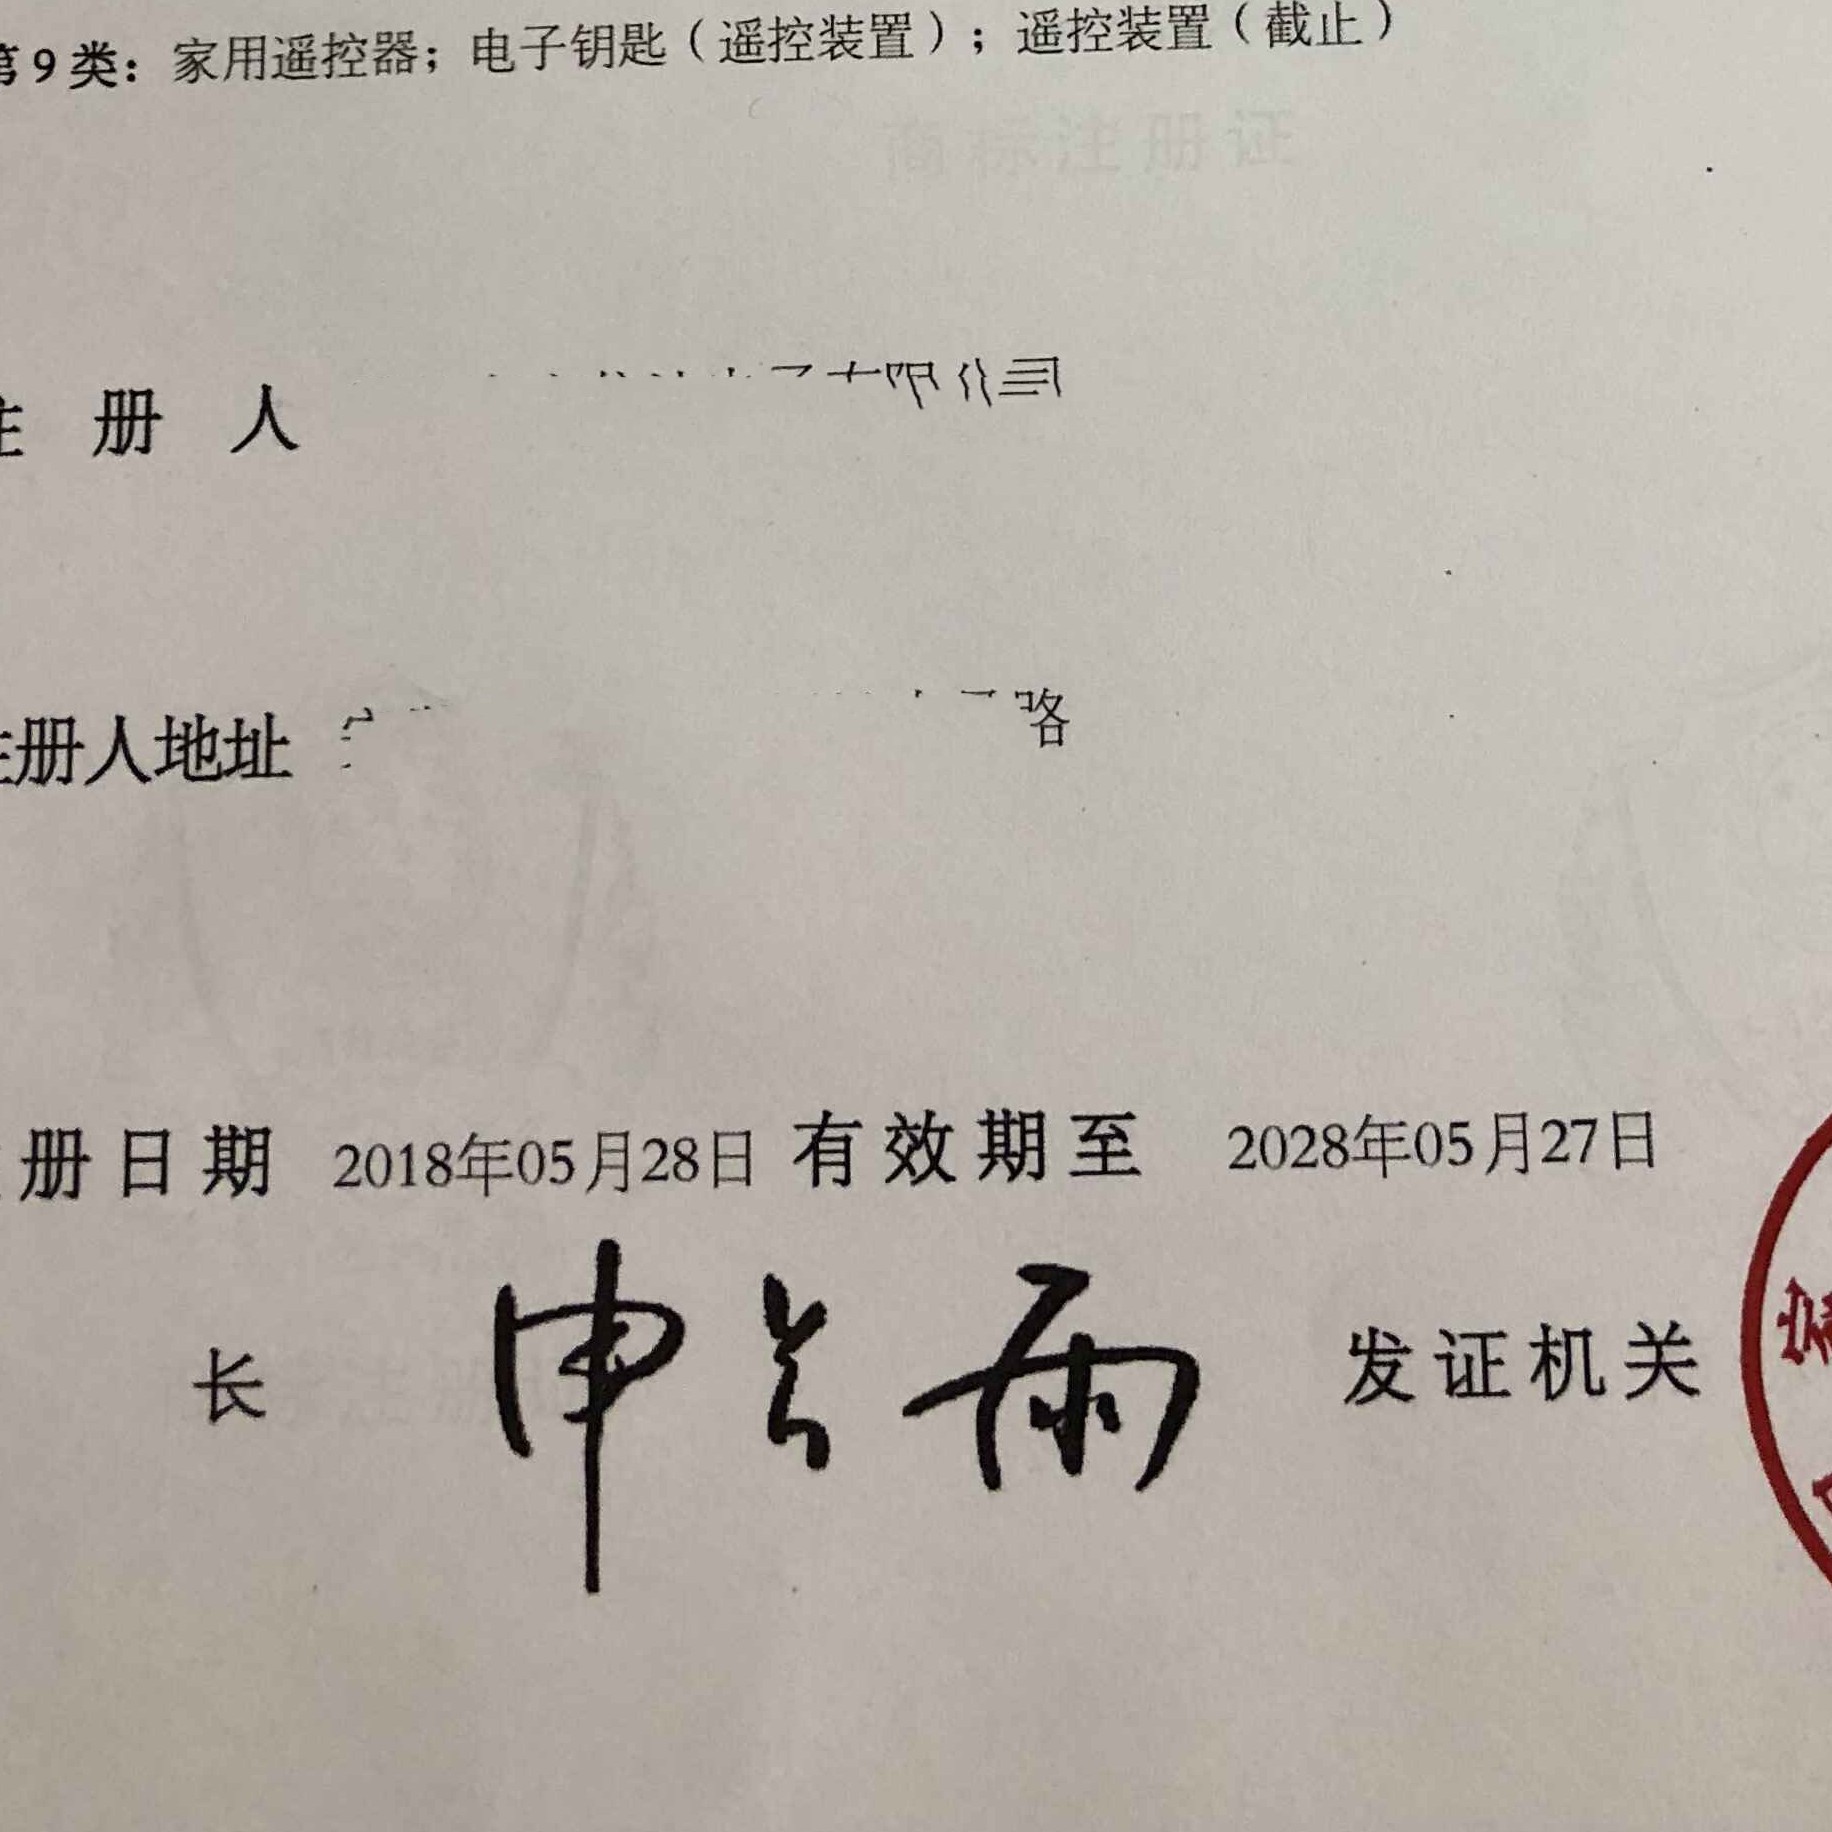 第9类：家用遥控器；电子钥匙（遥控装置）；遥控装置（截止）
商标注册证
注册人
注册人地址 路
注册日期 2018年05月28日 有效期至 2028年05月27日
长 申长雨 发证机关